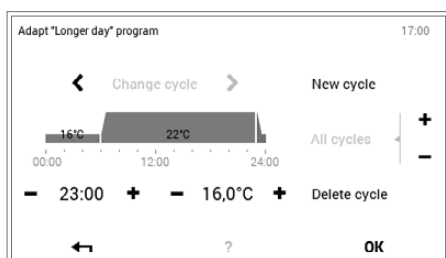 Adapt "Longer day" program 17:00
< Change cycle > New cycle
16°C 22°C
All cycles + −
00:00 12:00 24:00
− 23:00 + − 16,0°C + Delete cycle
? OK